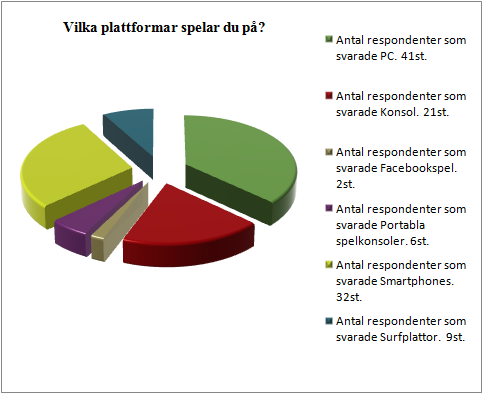 Vilka plattformar spelar du på?
Antal respondenter som
svarade PC. 41st.
Antal respondenter som
svarade Konsol. 21st.
Antal respondenter som
svarade Facebookspel.
2st.
Antal respondenter som
svarade Portabla
spelkonsoler. 6st.
Antal respondenter som
svarade Smartphones.
32st.
Antal respondenter som
svarade Surfplattor. 9st.